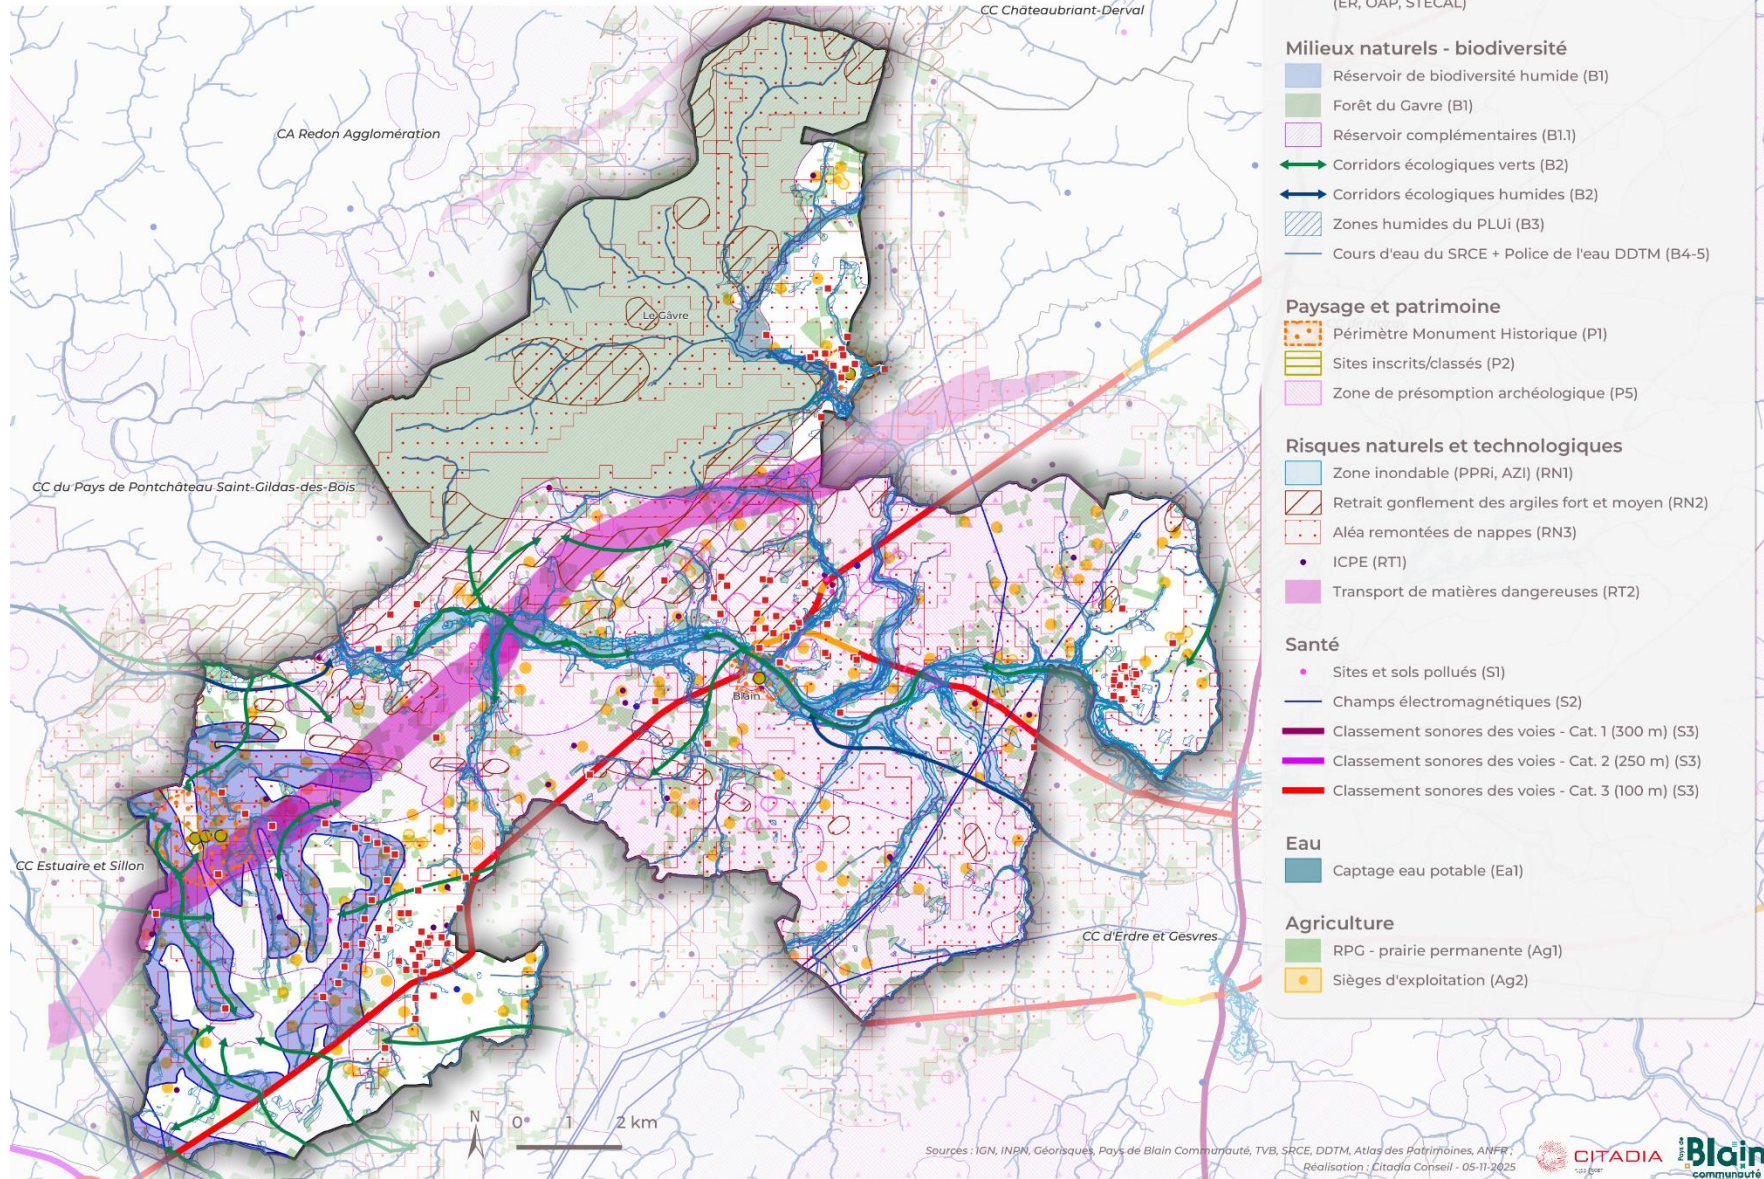 CC Châteaubriant-Derval
(ER, OAP, STECAL)
Milieux naturels - biodiversité
Réservoir de biodiversité humide (B1)
Forêt du Gavre (B1)
Réservoir complémentaires (B1.1)
Corridors écologiques verts (B2)
Corridors écologiques humides (B2)
Zones humides du PLUi (B3)
Cours d'eau du SRCE + Police de l'eau DDTM (B4-5)
Paysage et patrimoine
Périmètre Monument Historique (P1)
Sites inscrits/classés (P2)
Zone de présomption archéologique (P5)
Risques naturels et technologiques
Zone inondable (PPRi, AZI) (RN1)
Retrait gonflement des argiles fort et moyen (RN2)
Aléa remontées de nappes (RN3)
ICPE (RT1)
Transport de matières dangereuses (RT2)
Santé
Sites et sols pollués (S1)
Champs électromagnétiques (S2)
Classement sonores des voies - Cat. 1 (300 m) (S3)
Classement sonores des voies - Cat. 2 (250 m) (S3)
Classement sonores des voies - Cat. 3 (100 m) (S3)
Eau
Captage eau potable (Ea1)
Agriculture
RPG - prairie permanente (Ag1)
Sièges d'exploitation (Ag2)
CA Redon Agglomération
Le Gâvre
CC du Pays de Pontchâteau Saint-Gildas-des-Bois
Blain
CC Estuaire et Sillon
CC d'Erdre et Gesvres
N
0 1 2 km
Sources : IGN, INPN, Géorisques, Pays de Blain Communauté, TVB, SRCE, DDTM, Atlas des Patrimoines, ANFR ;
Réalisation : Citadia Conseil - 05-11-2025
CITADIA
Pays de
Blain
communauté